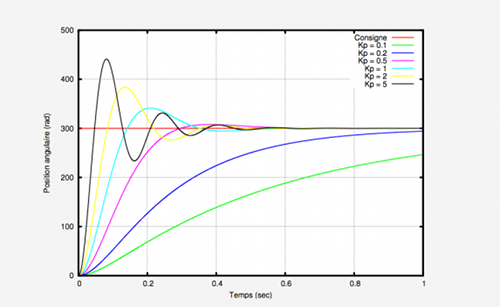 Consigne
Kp = 0.1
Kp = 0.2
Kp = 0.5
Kp = 1
Kp = 2
Kp = 5
500
400
300
200
100
0
Position angulaire (rad)
0 0.2 0.4 0.6 0.8 1
Temps (sec)